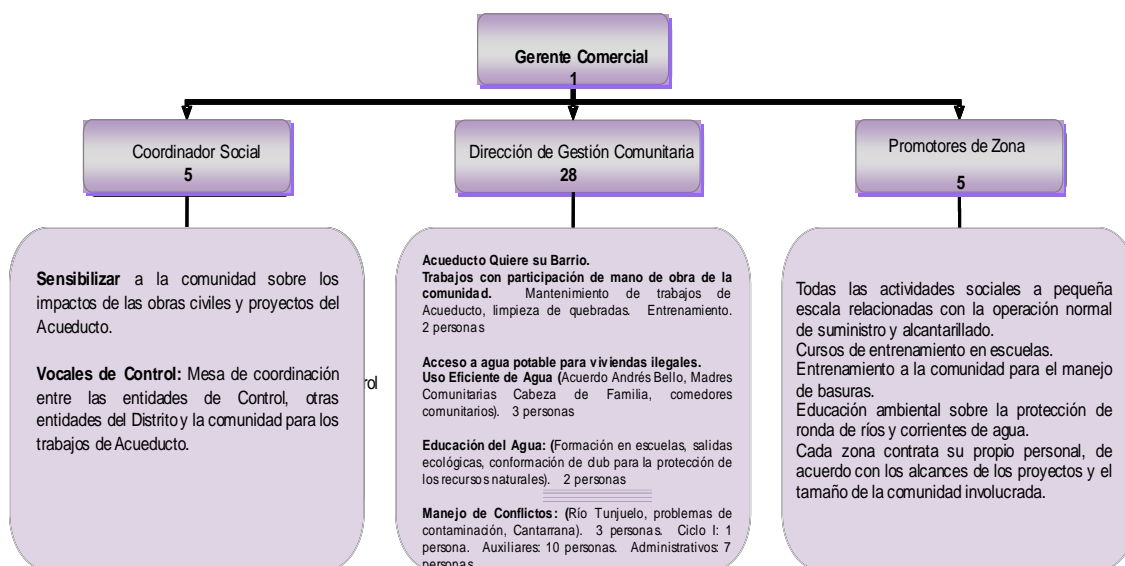 Gerente Comercial
1
Coordinador Social
5
Dirección de Gestión Comunitaria
28
Promotores de Zona
5
Sensibilizar a la comunidad sobre los
impactos de las obras civiles y proyectos del
Acueducto.
Vocales de Control: Mesa de coordinación
entre las entidades de Control, otras
entidades del Distrito y la comunidad para los
trabajos de Acueducto.
rol
Acueducto Quiere su Barrio.
Trabajos con participación de mano de obra de la
comunidad. Mantenimiento de trabajos de
Acueducto, limpieza de quebradas. Entrenamiento.
2 personas
Acceso a agua potable para viviendas ilegales.
Uso Eficiente de Agua (Acuerdo Andrés Bello, Madres
Comunitarias Cabeza de Familia, comedores
comunitarios). 3 personas
Educación del Agua: (Formación en escuelas, salidas
ecológicas, conformación de club para la protección de
los recursos naturales). 2 personas
Manejo de Conflictos: (Río Tunjuelo, problemas de
contaminación, Cantarrana). 3 personas. Ciclo I: 1
persona. Auxiliares: 10 personas. Administrativos: 7
personas
Todas las actividades sociales a pequeña
escala relacionadas con la operación normal
de suministro y alcantarillado.
Cursos de entrenamiento en escuelas.
Entrenamiento a la comunidad para el manejo
de basuras.
Educación ambiental sobre la protección de
ronda de ríos y corrientes de agua.
Cada zona contrata su propio personal, de
acuerdo con los alcances de los proyectos y el
tamaño de la comunidad involucrada.